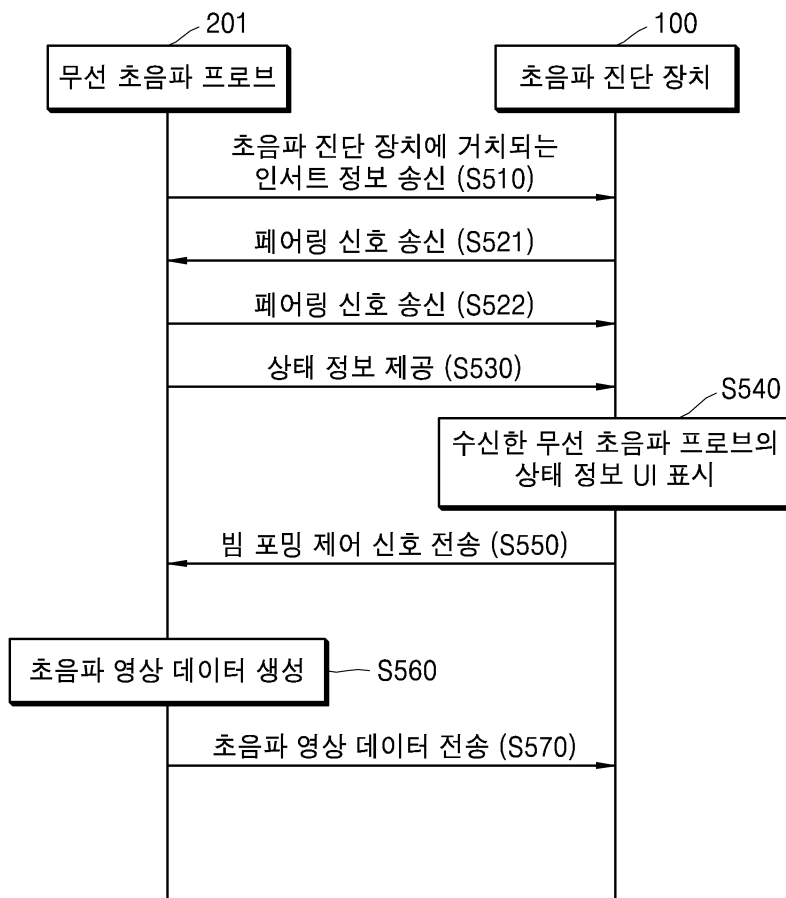 201
100
무선 초음파 프로브
초음파 진단 장치
초음파 진단 장치에 거치되는
인서트 정보 송신 (S510)
페어링 신호 송신 (S521)
페어링 신호 송신 (S522)
상태 정보 제공 (S530)
S540
수신한 무선 초음파 프로브의
상태 정보 UI 표시
빔 포밍 제어 신호 전송 (S550)
초음파 영상 데이터 생성
S560
초음파 영상 데이터 전송 (S570)